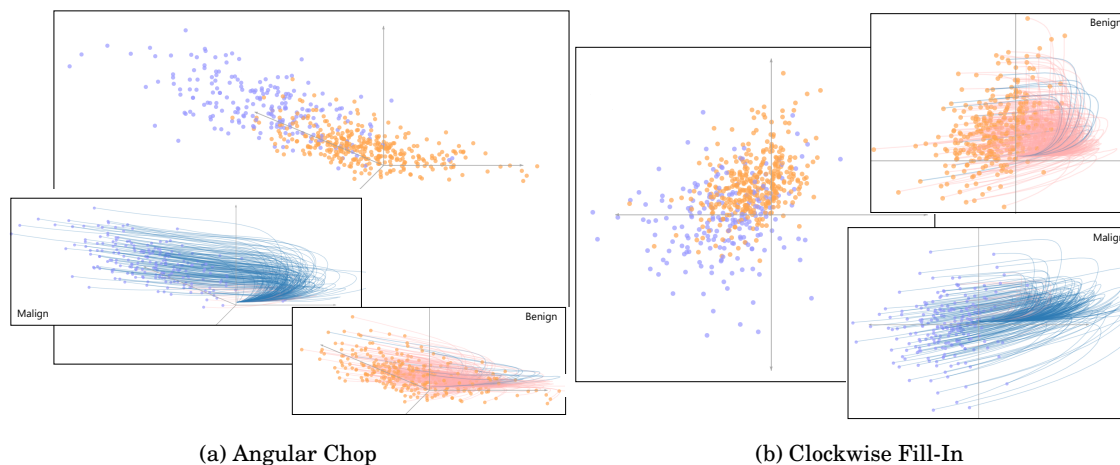 Benign
Malign
Malign
Benign
(a) Angular Chop
(b) Clockwise Fill-In